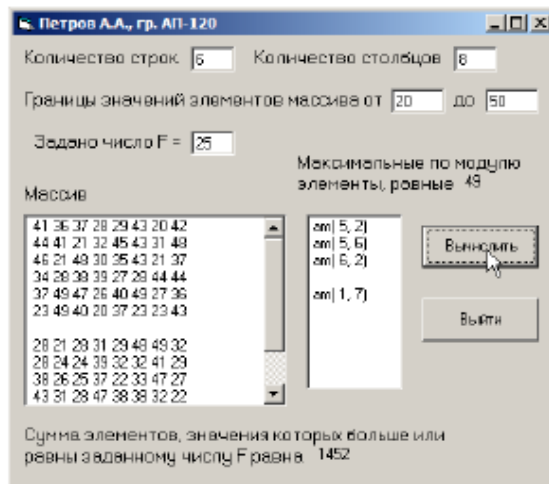 Петров А.А., гр. АП-120
Количество строк 6 Количество столбцов 8
Границы значений элементов массива от 20 до 50
Задано число F = 25
Максимальные по модулю
элементы, равные 49
Массив
41 36 37 28 29 43 20 42
44 41 21 32 45 43 31 48
46 21 48 30 35 43 21 37
34 28 38 39 27 28 44 44
37 49 47 26 40 49 27 36
23 49 40 20 37 23 23 43
28 21 28 31 29 48 49 32
28 24 24 39 32 32 41 29
38 26 25 37 22 33 47 27
43 31 28 47 38 38 32 22
am( 5, 2)
am( 5, 6)
am( 6, 2)
am( 1, 7)
Вычислить
Выйти
Сумма элементов, значения которых больше или
равны заданному числу F равна 1452